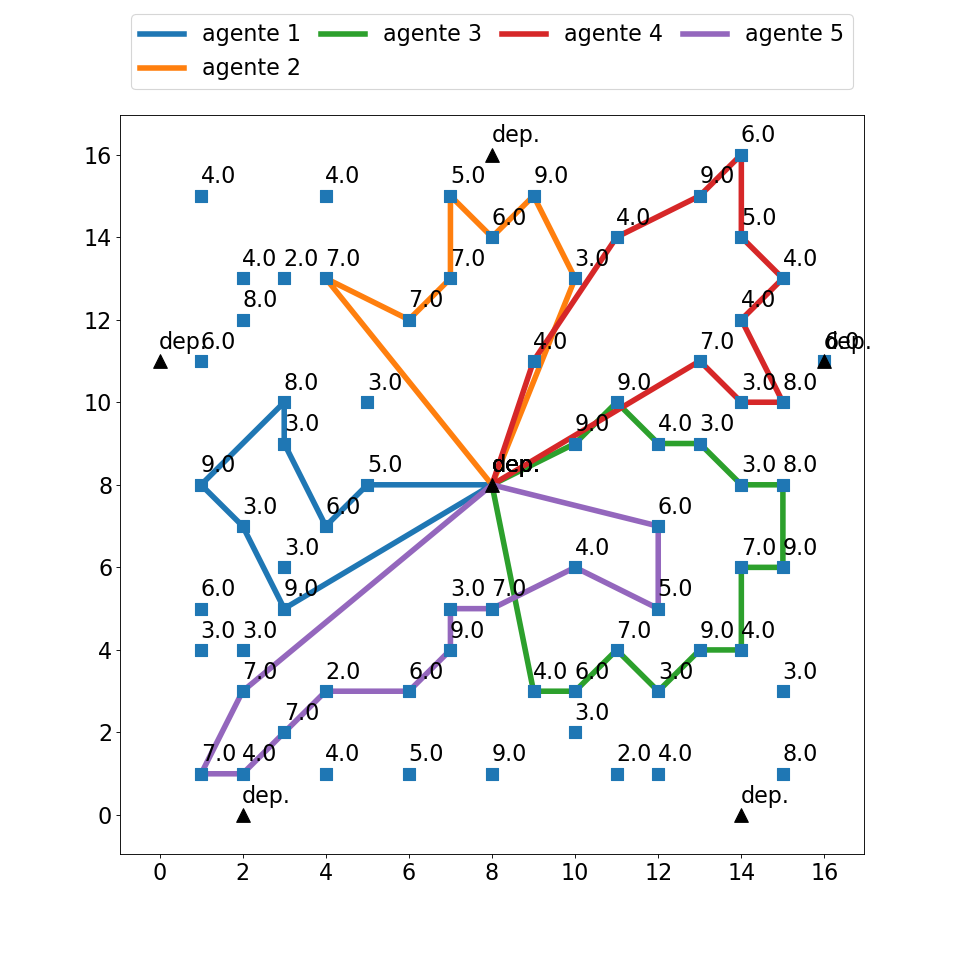 agente 1 agente 3 agente 4 agente 5
agente 2
dep. 6.0
16
4.0 4.0 5.0 9.0 9.0
14 6.0 4.0 5.0
4.0 2.0 7.0 7.0 3.0 4.0
12 8.0 7.0 4.0
dep. 6.0 4.0 7.0 6.0 dep.
10 8.0 3.0 9.0 3.0 8.0
3.0 9.0 4.0 3.0
8 9.0 5.0 dep. 3.0 8.0
3.0 6.0 6.0
6 3.0 4.0 7.0 9.0
6.0 9.0 3.0 7.0 5.0
4 3.0 3.0 9.0 7.0 9.0 4.0
7.0 2.0 6.0 4.0 6.0 3.0 3.0
2 7.0 3.0
7.0 4.0 4.0 5.0 9.0 2.0 4.0 8.0
0 dep. dep.
0 2 4 6 8 10 12 14 16